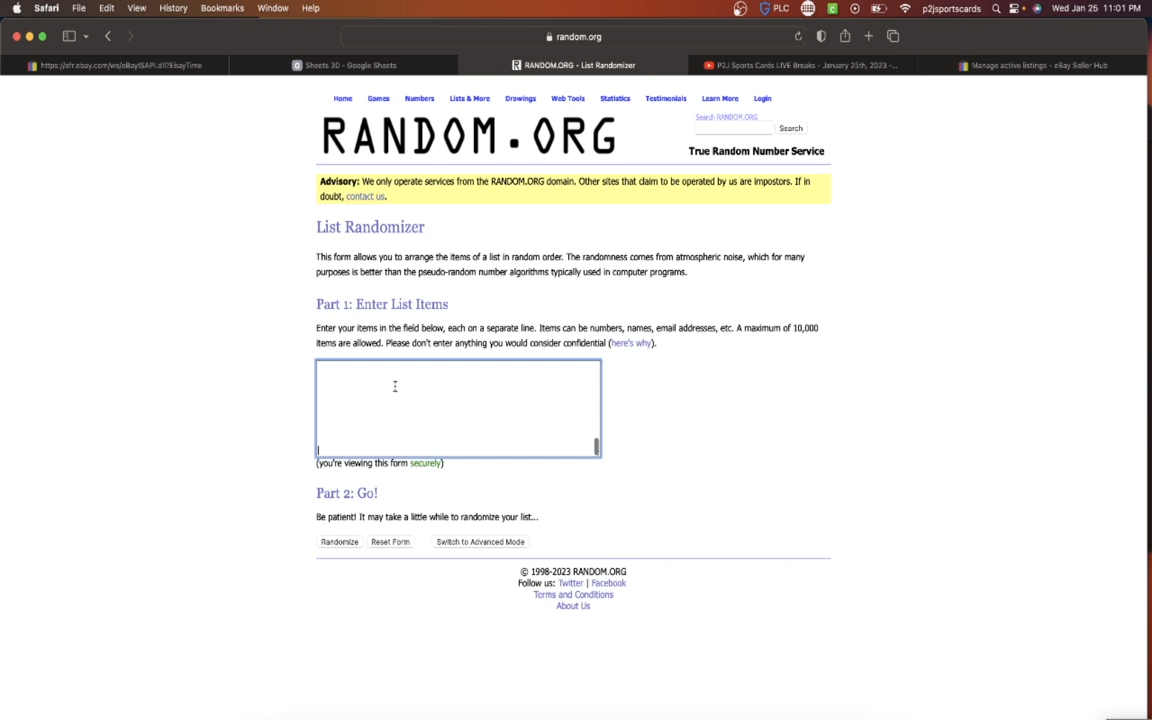 Safari File Edit View History Bookmarks Window Help PLC p2jsportscards Wed Jan 25 11:01 PM
random.org
https://ofr.ebay.com/ws/eBayISAPI.dll?EbayTime Sheets 30 - Google Sheets RANDOM.ORG - List Randomizer P2J Sports Cards LIVE Breaks - January 25th, 2023 -... Manage active listings - eBay Seller Hub
Home Games Numbers Lists & More Drawings Web Tools Statistics Testimonials Learn More Login
Search RANDOM.ORG
RANDOM.ORG
Search
True Random Number Service
Advisory: We only operate services from the RANDOM.ORG domain. Other sites that claim to be operated by us are impostors. If in
doubt, contact us.
List Randomizer
This form allows you to arrange the items of a list in random order. The randomness comes from atmospheric noise, which for many
purposes is better than the pseudo-random number algorithms typically used in computer programs.
Part 1: Enter List Items
Enter your items in the field below, each on a separate line. Items can be numbers, names, email addresses, etc. A maximum of 10,000
items are allowed. Please don't enter anything you would consider confidential (here's why).
(you're viewing this form securely)
Part 2: Go!
Be patient! It may take a little while to randomize your list...
Randomize Reset Form Switch to Advanced Mode
© 1998-2023 RANDOM.ORG
Follow us: Twitter | Facebook
Terms and Conditions
About Us